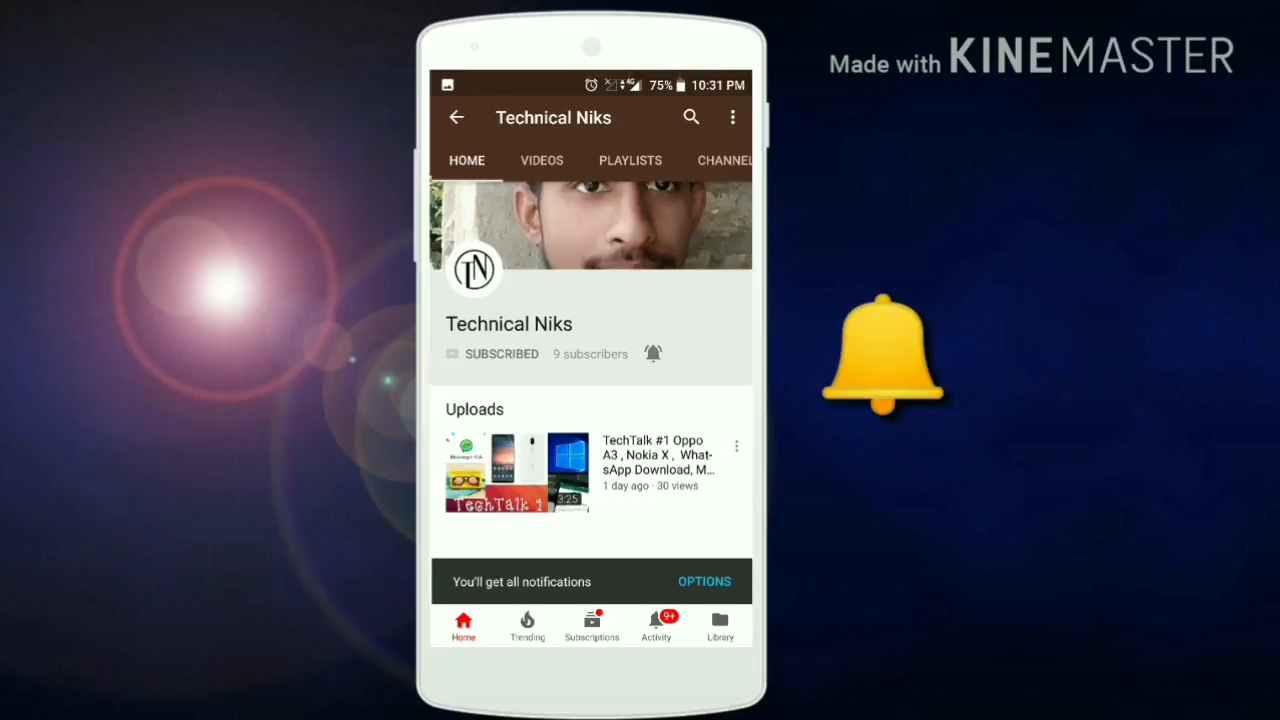 Made with KINEMASTER
4G 75% 10:31 PM
Technical Niks
HOME VIDEOS PLAYLISTS CHANNEL
TN
Technical Niks
SUBSCRIBED 9 subscribers
Uploads
TechTalk #1 Oppo
A3 , Nokia X , What-
sApp Download, M...
1 day ago · 30 views
3:25
TechTalk 1
You'll get all notifications OPTIONS
9+
Home Trending Subscriptions Activity Library